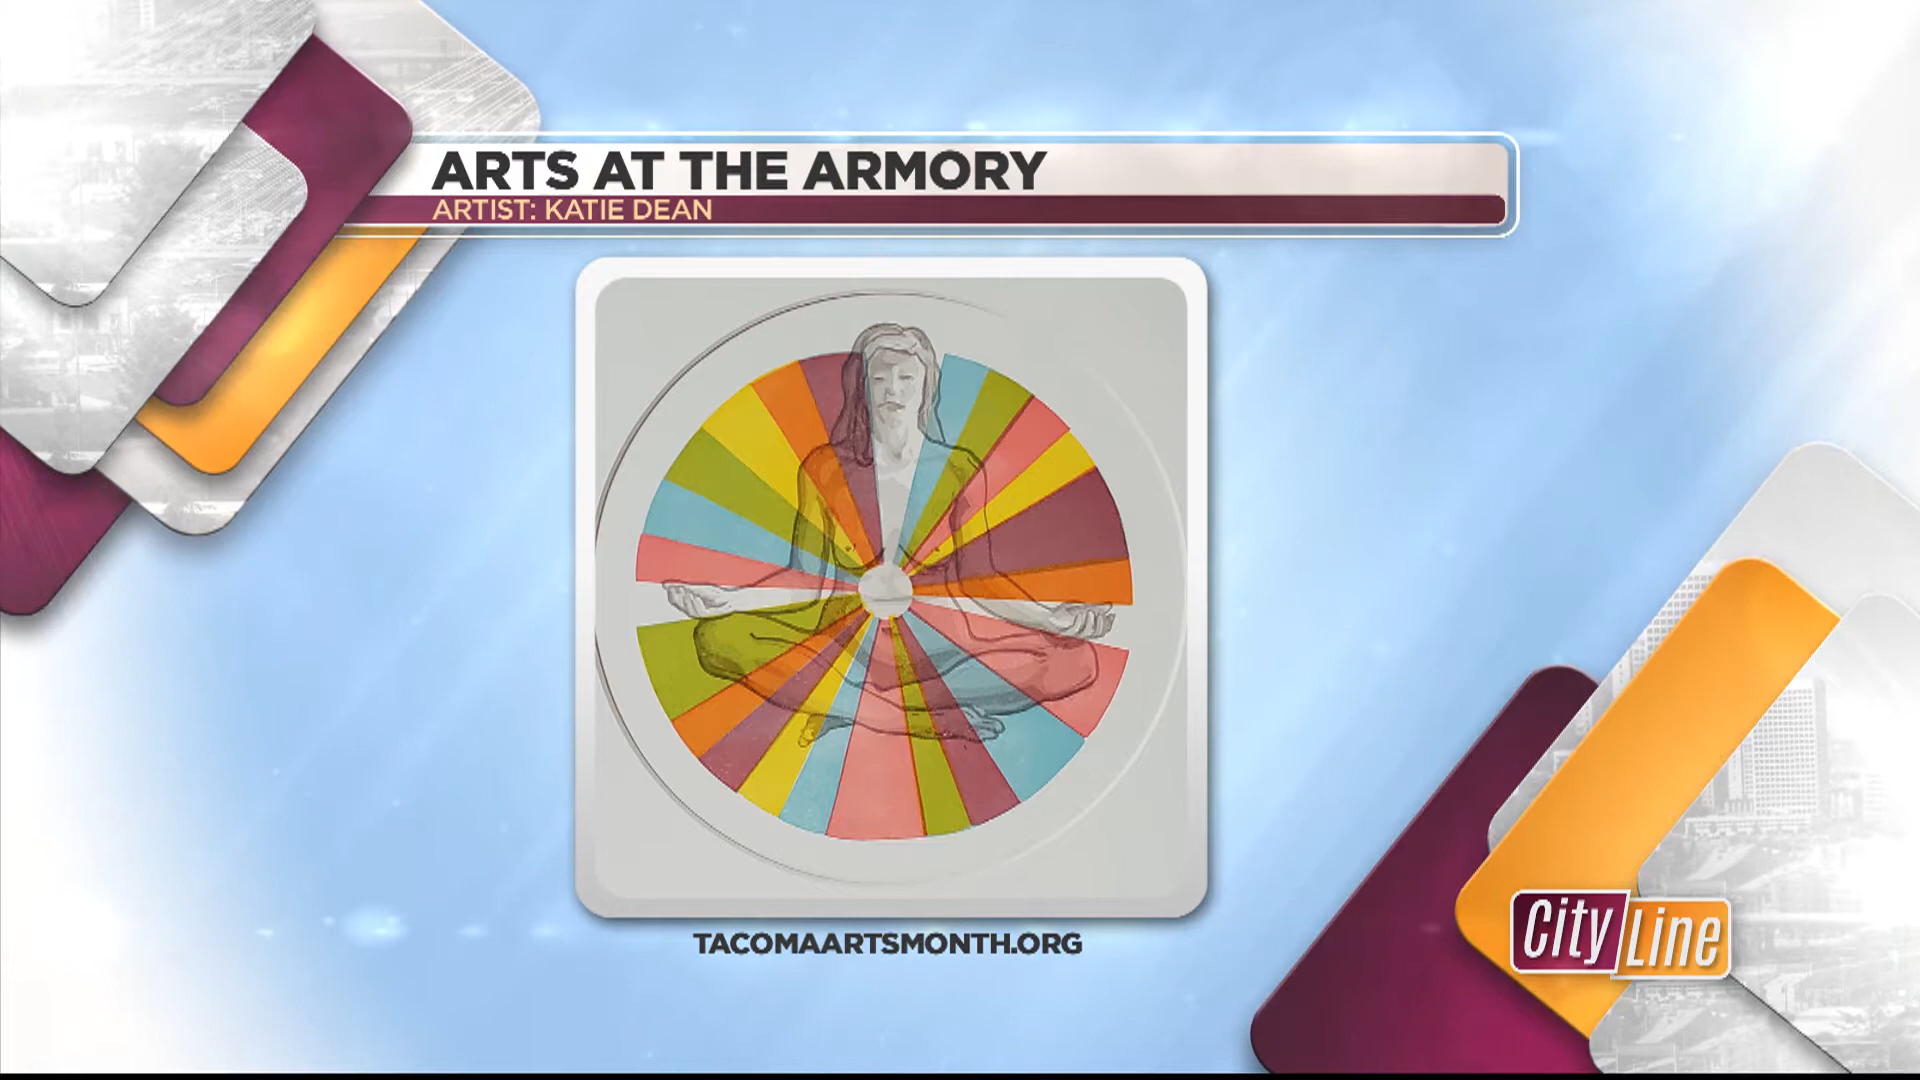 ARTS AT THE ARMORY
ARTIST: KATIE DEAN
TACOMAARTSMONTH.ORG
City Line